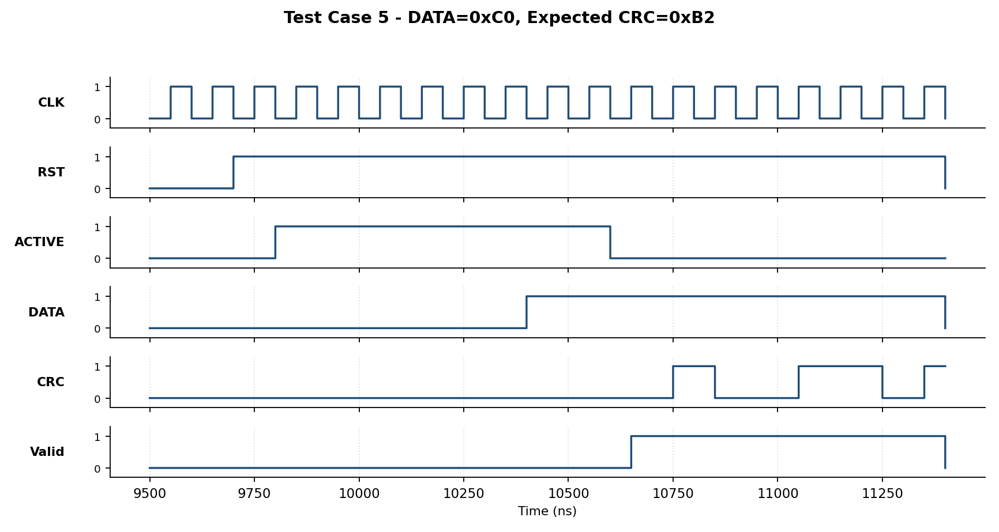 Test Case 5 - DATA=0xC0, Expected CRC=0xB2
CLK
1
0
RST
1
0
ACTIVE
1
0
DATA
1
0
CRC
1
0
Valid
1
0
9500 9750 10000 10250 10500 10750 11000 11250
Time (ns)